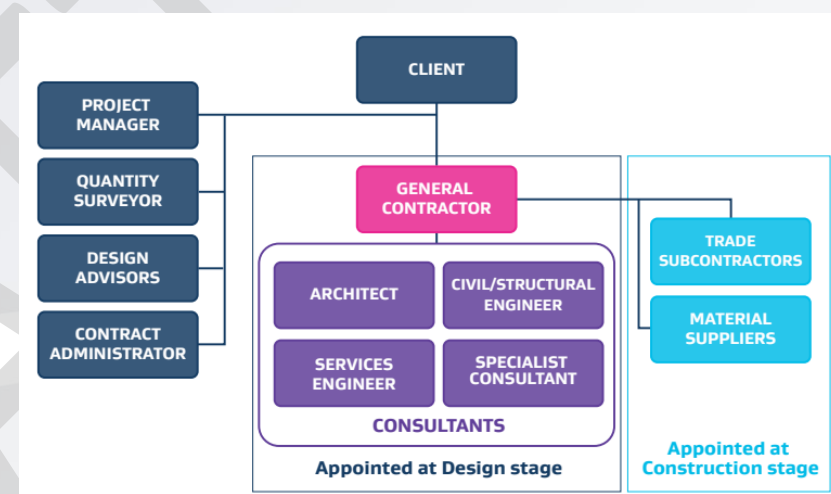 CLIENT
PROJECT
MANAGER
QUANTITY
SURVEYOR
DESIGN
ADVISORS
CONTRACT
ADMINISTRATOR
GENERAL
CONTRACTOR
ARCHITECT
CIVIL/STRUCTURAL
ENGINEER
SERVICES
ENGINEER
SPECIALIST
CONSULTANT
CONSULTANTS
Appointed at Design stage
TRADE
SUBCONTRACTORS
MATERIAL
SUPPLIERS
Appointed at
Construction stage